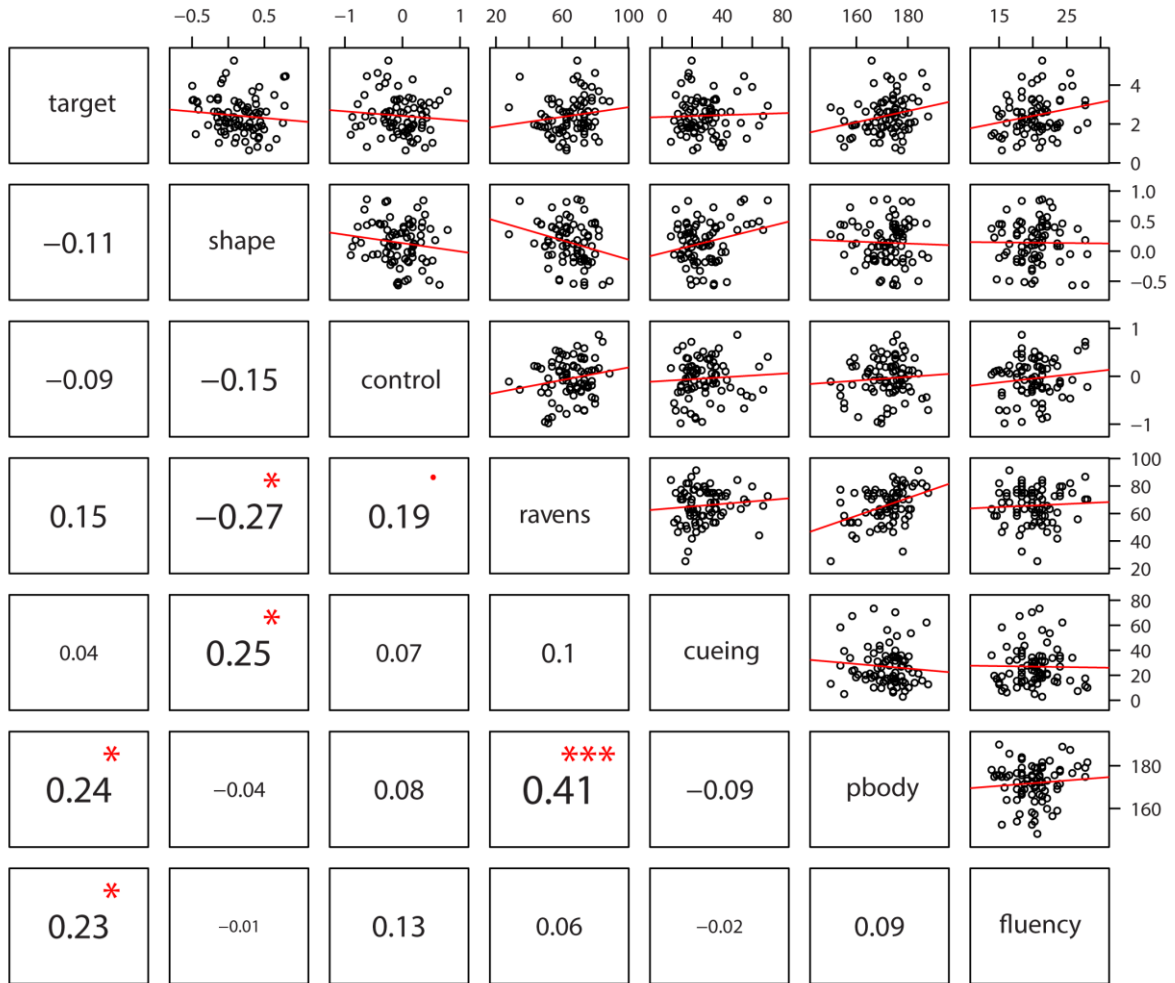 −0.5 0.5 −1 0 1 20 60 100 0 40 80 160 180 15 25
target 4 2 0
−0.11 shape 1.0 0.5 0.0 −0.5
−0.09 −0.15 control 1 0 −1
0.15 −0.27 * 0.19 . ravens 100 80 60 40 20
0.04 0.25 * 0.07 0.1 cueing 80 60 40 20 0
0.24 * −0.04 0.08 0.41 *** −0.09 pbody 180 160
0.23 * −0.01 0.13 0.06 −0.02 0.09 fluency